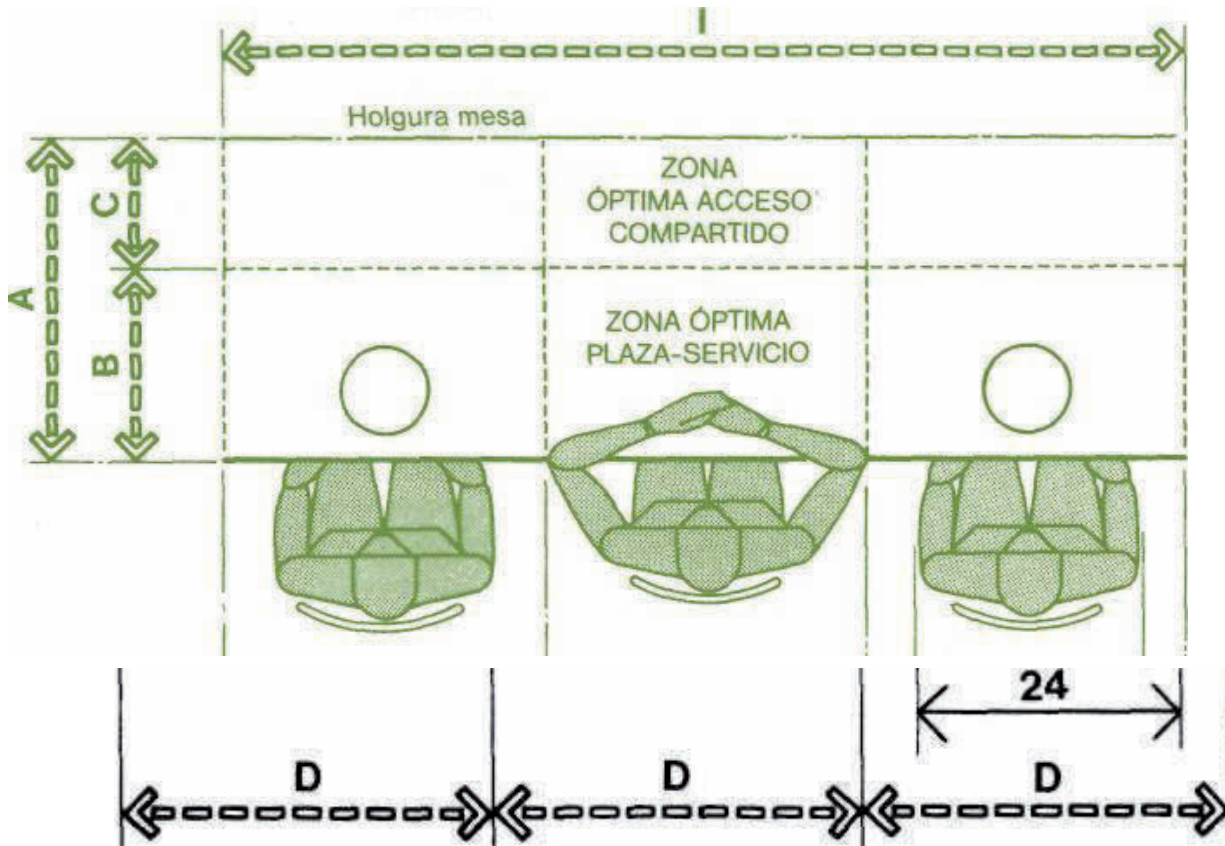 I
Holgura mesa
ZONA
ÓPTIMA ACCESO
COMPARTIDO
C
A
B
ZONA ÓPTIMA
PLAZA-SERVICIO
24
D
D
D